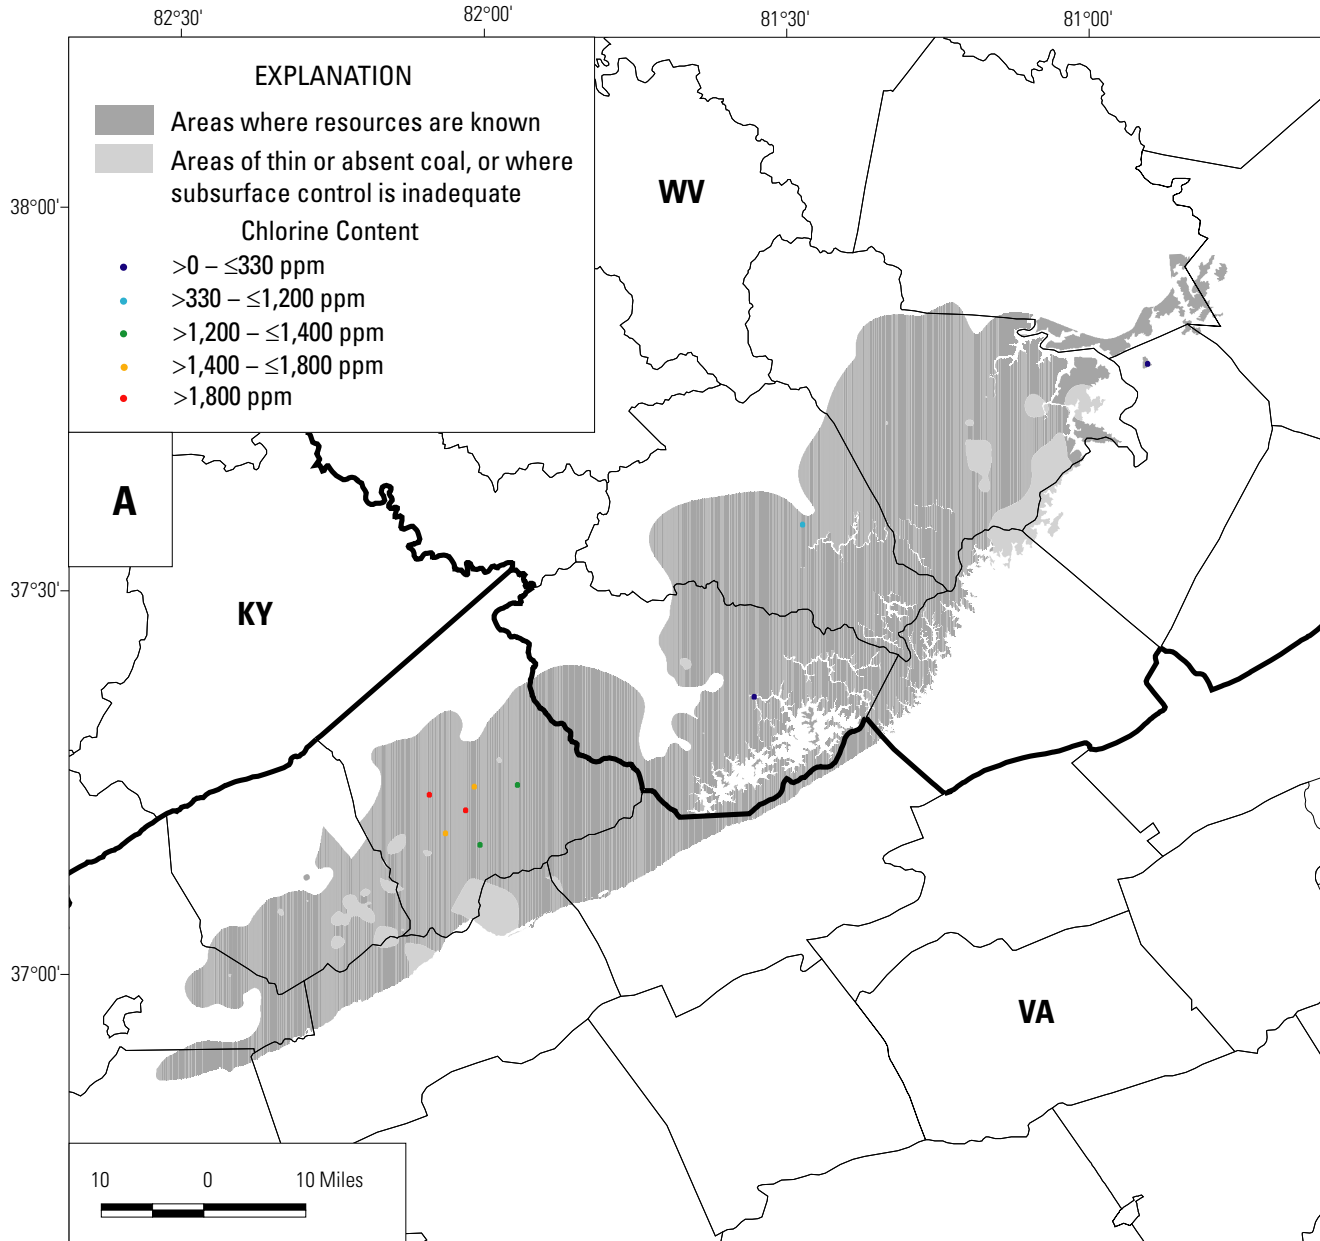 82°30'
82°00'
81°30'
81°00'
EXPLANATION
Areas where resources are known
Areas of thin or absent coal, or where
subsurface control is inadequate
Chlorine Content
>0 – ≤330 ppm
>330 – ≤1,200 ppm
>1,200 – ≤1,400 ppm
>1,400 – ≤1,800 ppm
>1,800 ppm
WV
38°00'
A
37°30'
KY
37°00'
VA
10 0 10 Miles